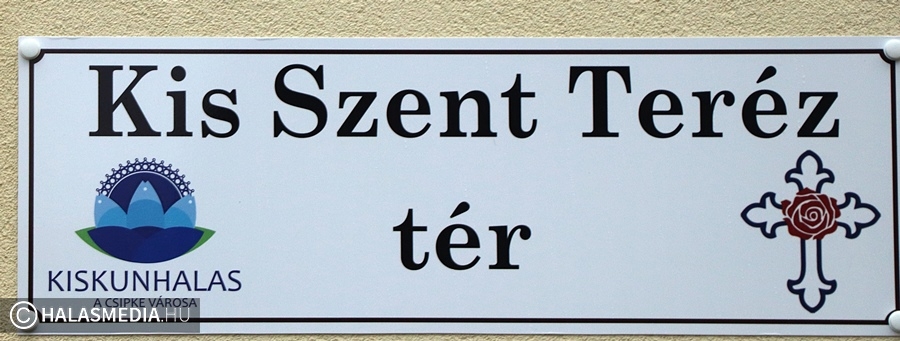 Kis Szent Teréz
tér
KISKUNHALAS
A CSIPKE VÁROSA
© HALASMEDIA.HU